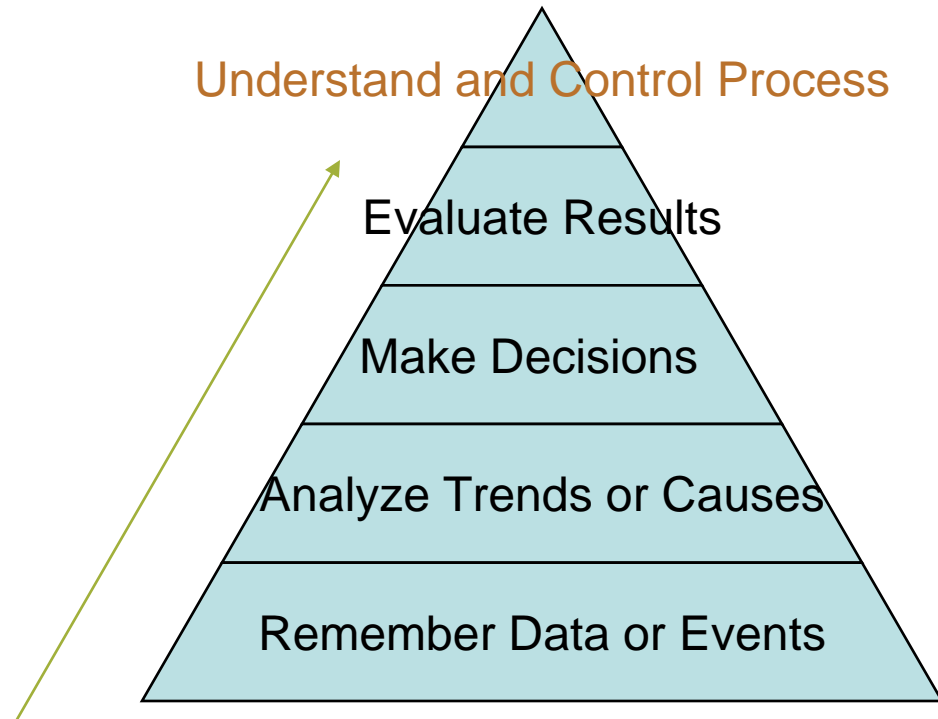 Understand and Control Process
Evaluate Results
Make Decisions
Analyze Trends or Causes
Remember Data or Events